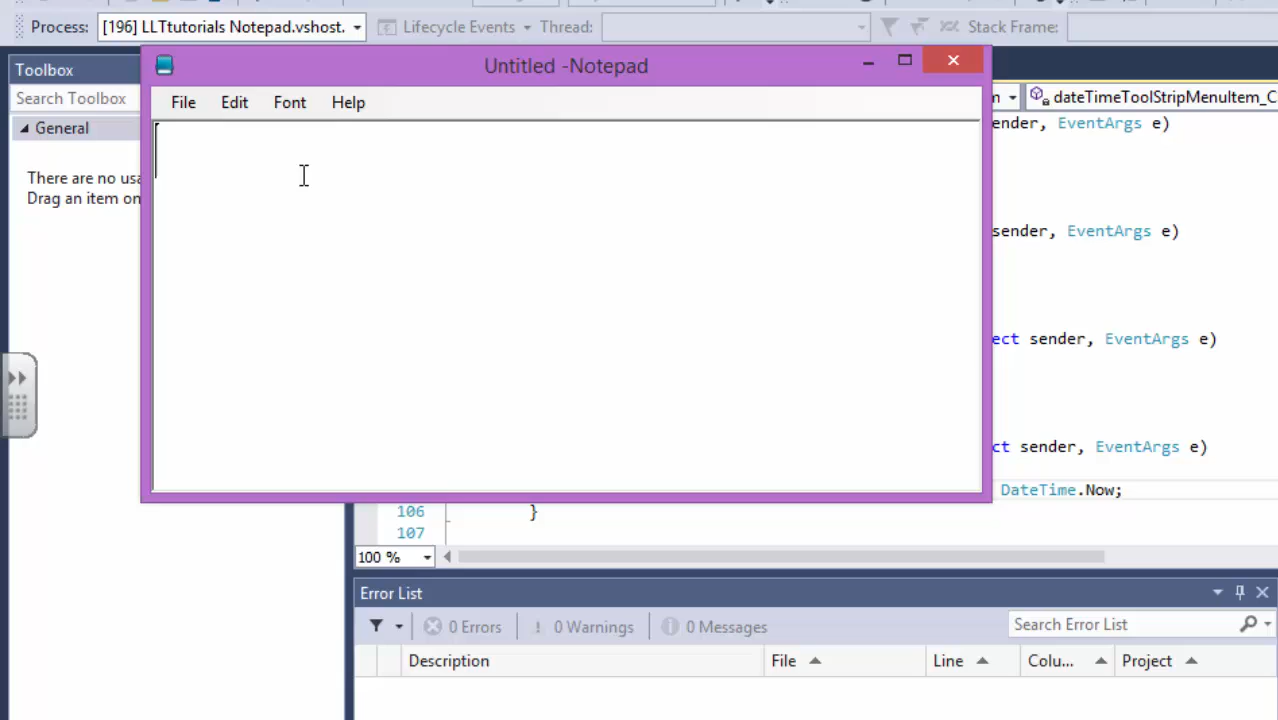 Process: [196] LLTtutorials Notepad.vshost. Lifecycle Events Thread: Stack Frame:
Toolbox
Search Toolbox
General
There are no usa
Drag an item on
Untitled -Notepad
File Edit Font Help
dateTimeToolStripMenuItem_C
ender, EventArgs e)
sender, EventArgs e)
ect sender, EventArgs e)
ct sender, EventArgs e)
DateTime.Now;
106 }
107
100 %
Error List
0 Errors 0 Warnings 0 Messages Search Error List
Description File Line Colu... Project